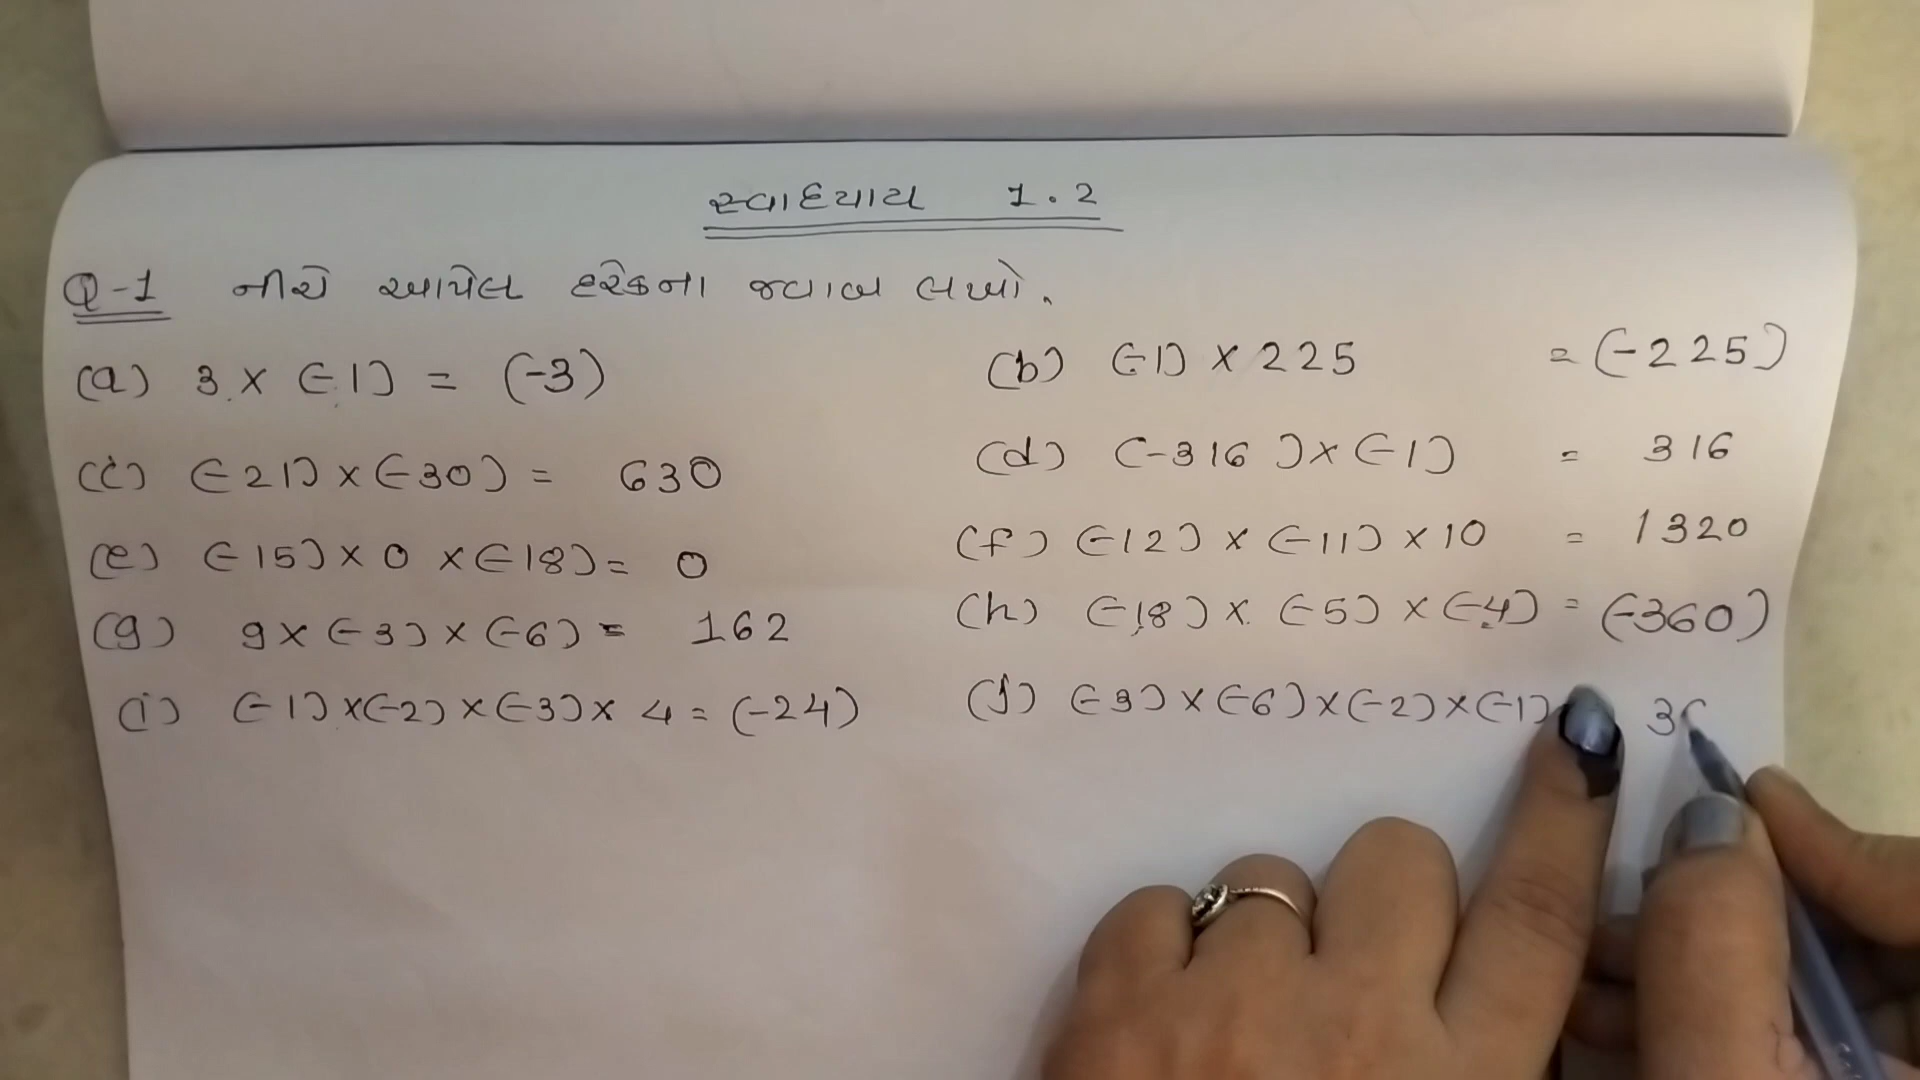 સ્વાધ્યાય 1.2
Q-1 નીચે આપેલ દરેકના જવાબ લખો.
(a) 3 × (-1) = (-3) (b) (-1) × 225 = (-225)
(c) (-21) × (-30) = 630 (d) (-316) × (-1) = 316
(e) (-15) × 0 × (-18) = 0 (f) (-12) × (-11) × 10 = 1320
(g) 9 × (-3) × (-6) = 162 (h) (-18) × (-5) × (-4) = (-360)
(i) (-1) × (-2) × (-3) × 4 = (-24) (j) (-3) × (-6) × (-2) × (-1) 3